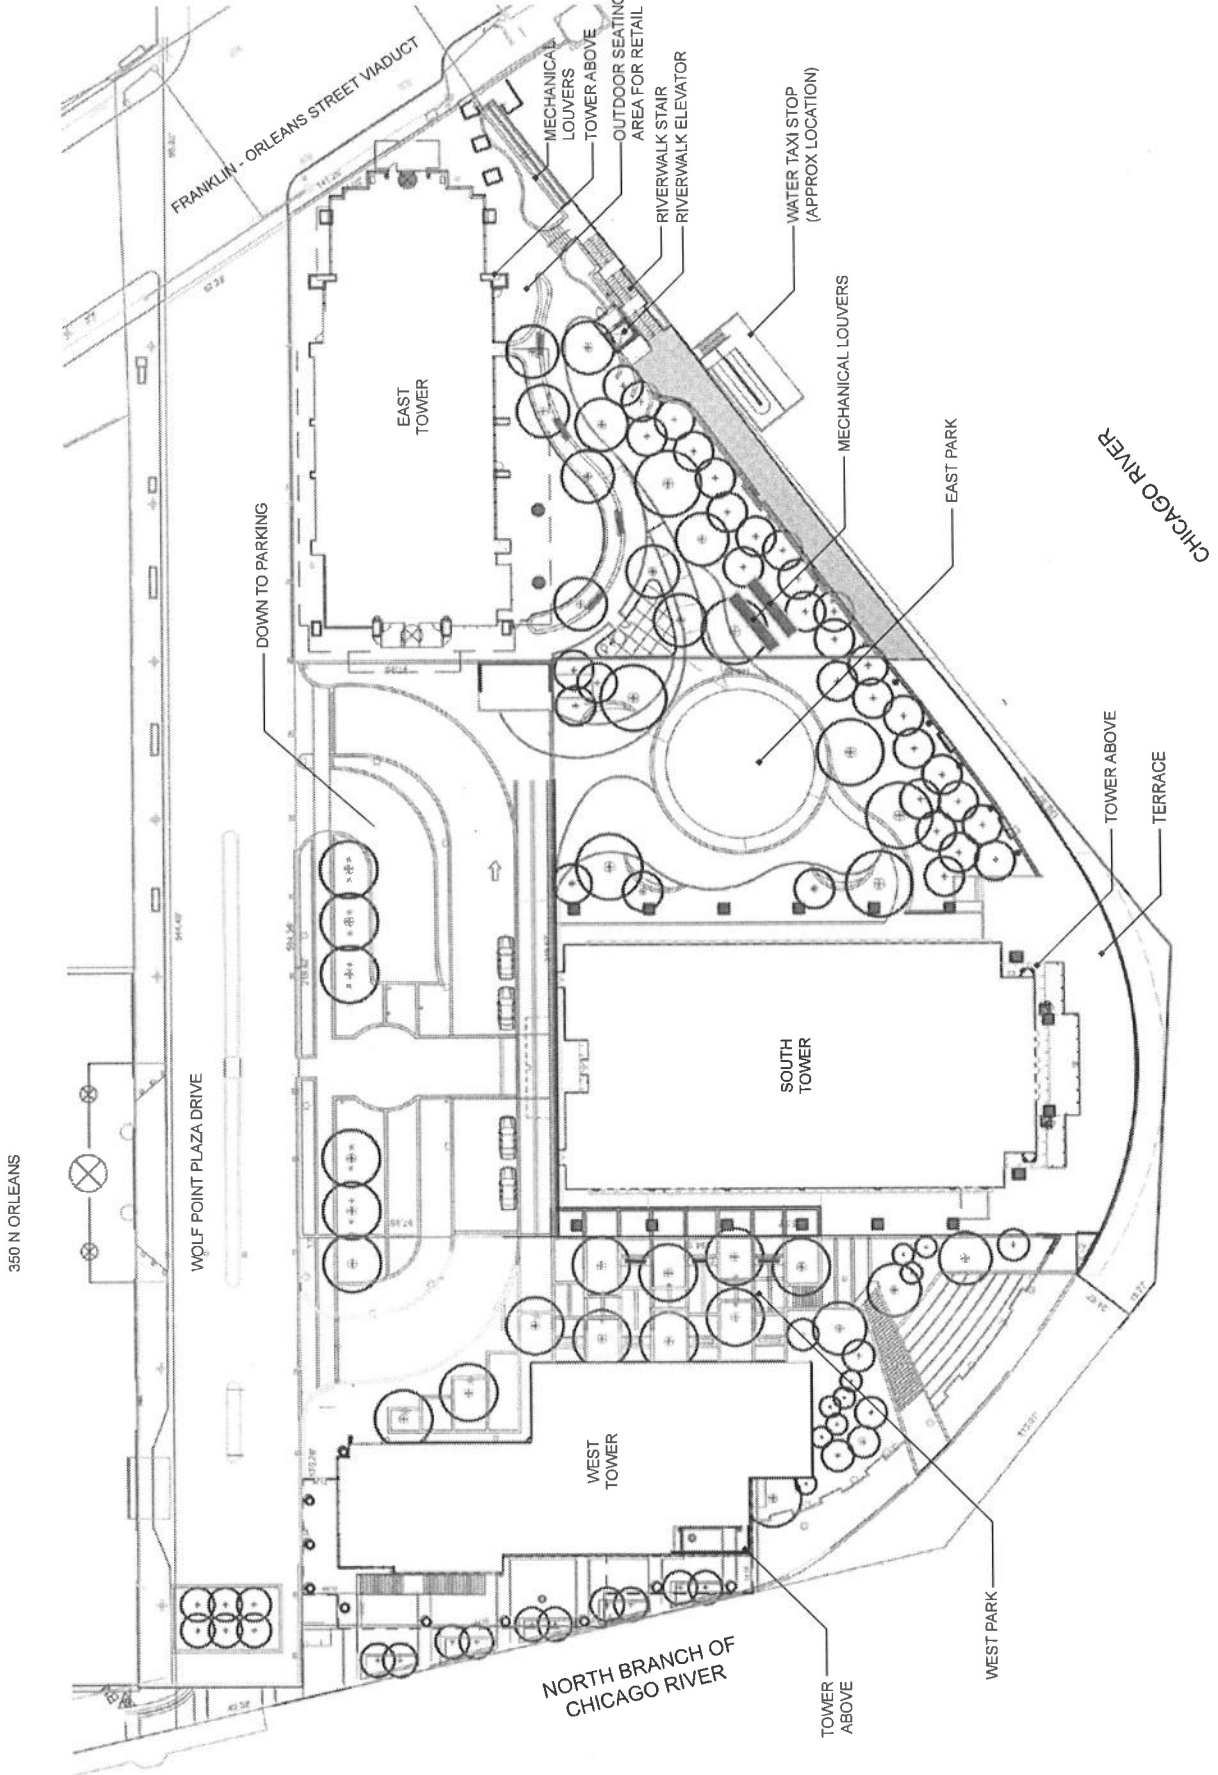 FRANKLIN - ORLEANS STREET VIADUCT
MECHANICAL
LOUVERS
TOWER ABOVE
OUTDOOR SEATING
AREA FOR RETAIL
RIVERWALK STAIR
RIVERWALK ELEVATOR
WATER TAXI STOP
(APPROX LOCATION)
MECHANICAL LOUVERS
EAST PARK
CHICAGO RIVER
EAST
TOWER
DOWN TO PARKING
TOWER ABOVE
TERRACE
SOUTH
TOWER
WOLF POINT PLAZA DRIVE
350 N ORLEANS
WEST
TOWER
WEST PARK
TOWER
ABOVE
NORTH BRANCH OF
CHICAGO RIVER